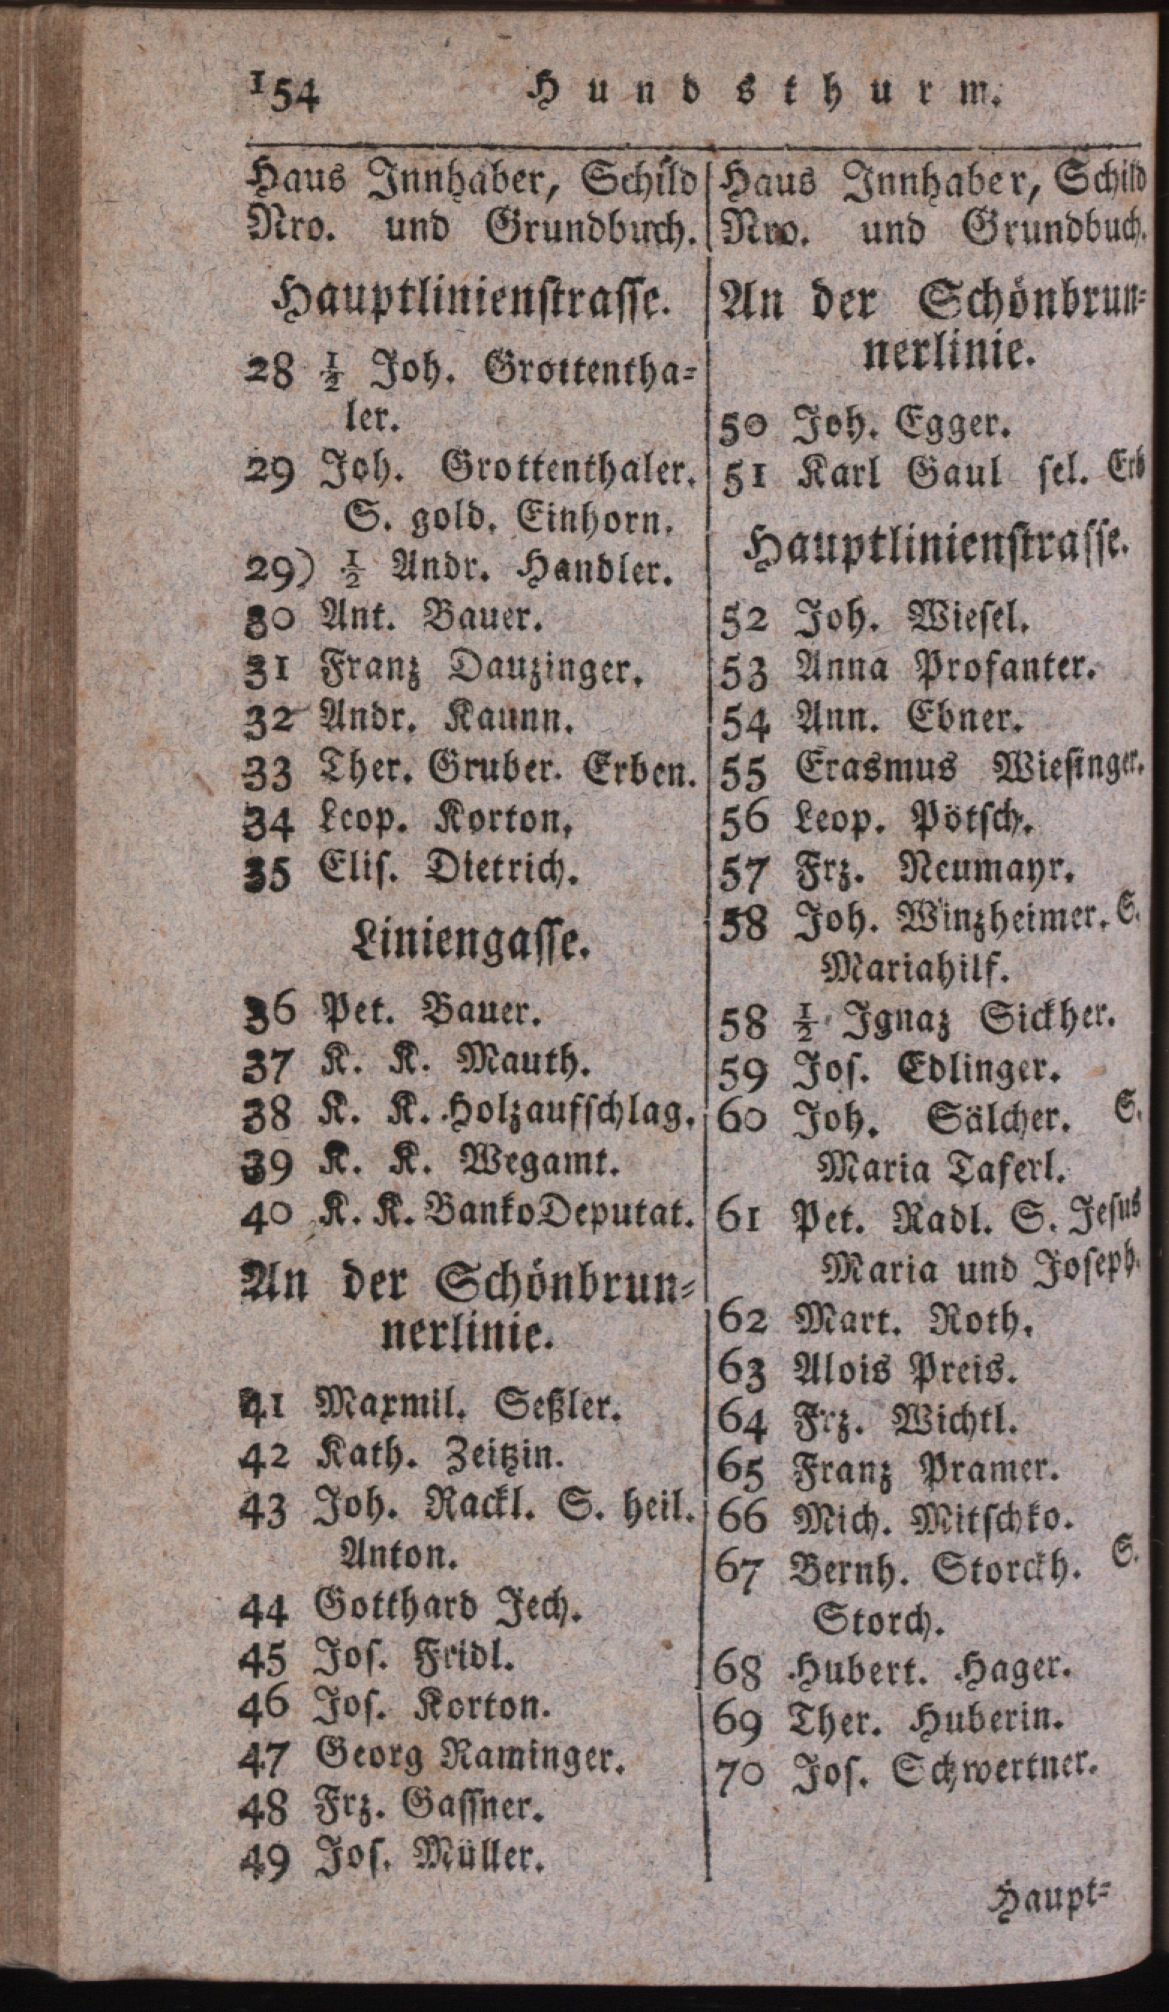 154 Hundsthurm.
Haus Innhaber, Schild
Nro. und Grundbuch.
Hauptlinienstrasse.
28 ½ Joh. Grottentha=
ler.
29 Joh. Grottenthaler.
S. gold. Einhorn.
29) ½ Andr. Handler.
30 Ant. Bauer.
31 Franz Dauzinger.
32 Andr. Kaunn.
33 Ther. Gruber. Erben.
34 Leop. Korton.
35 Elis. Dietrich.
Liniengasse.
36 Pet. Bauer.
37 K. K. Mauth.
38 K. K. Holzaufschlag.
39 K. K. Wegamt.
40 K. K. Banko Deputat.
An der Schönbrun=
nerlinie.
41 Maxmil. Seßler.
42 Kath. Zeitzin.
43 Joh. Rackl. S. heil.
Anton.
44 Gotthard Jech.
45 Jos. Fridl.
46 Jos. Korton.
47 Georg Raminger.
48 Frz. Gassner.
49 Jos. Müller.
Haus Innhaber, Schild
Nro. und Grundbuch.
An der Schönbrun=
nerlinie.
50 Joh. Egger.
51 Karl Gaul sel. Erb
Hauptlinienstrasse.
52 Joh. Wiesel.
53 Anna Profanter.
54 Ann. Ebner.
55 Erasmus Wiesinger.
56 Leop. Pötsch.
57 Frz. Neumayr.
58 Joh. Winzheimer. S.
Mariahilf.
58 ½ Ignaz Sickher.
59 Jos. Edlinger.
60 Joh. Sälcher. S.
Maria Taferl.
61 Pet. Radl. S. Jesus
Maria und Joseph.
62 Mart. Roth.
63 Alois Preis.
64 Frz. Wichtl.
65 Franz Pramer.
66 Mich. Mitschko.
67 Bernh. Storckh. S.
Storch.
68 Hubert. Hager.
69 Ther. Huberin.
70 Jos. Schwertner.
Haupt=